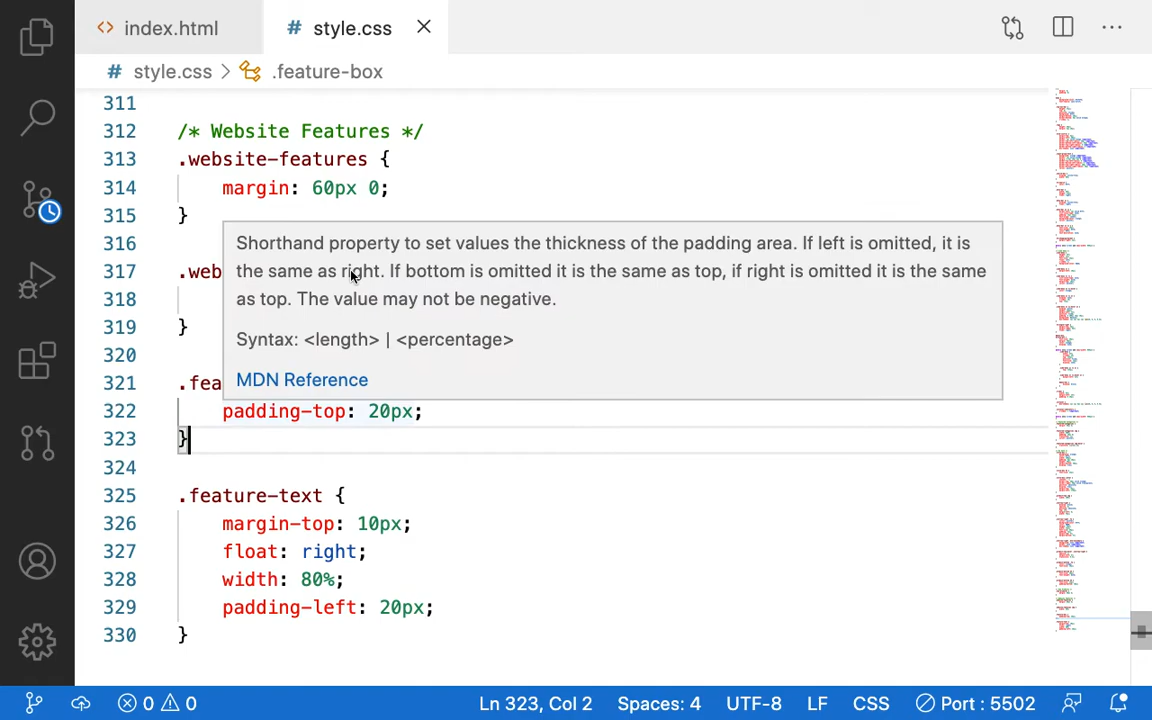 <> index.html
# style.css
# style.css > .feature-box
311
312 /* Website Features */
313 .website-features {
314 margin: 60px 0;
315 }
316
Shorthand property to set values the thickness of the padding area. If left is omitted, it is
317 .web
the same as right. If bottom is omitted it is the same as top, if right is omitted it is the same
318
as top. The value may not be negative.
319 }
Syntax: <length> | <percentage>
320
321 .fea
MDN Reference
322 padding-top: 20px;
323 }
324
325 .feature-text {
326 margin-top: 10px;
327 float: right;
328 width: 80%;
329 padding-left: 20px;
330 }
0 0 Ln 323, Col 2 Spaces: 4 UTF-8 LF CSS Port : 5502